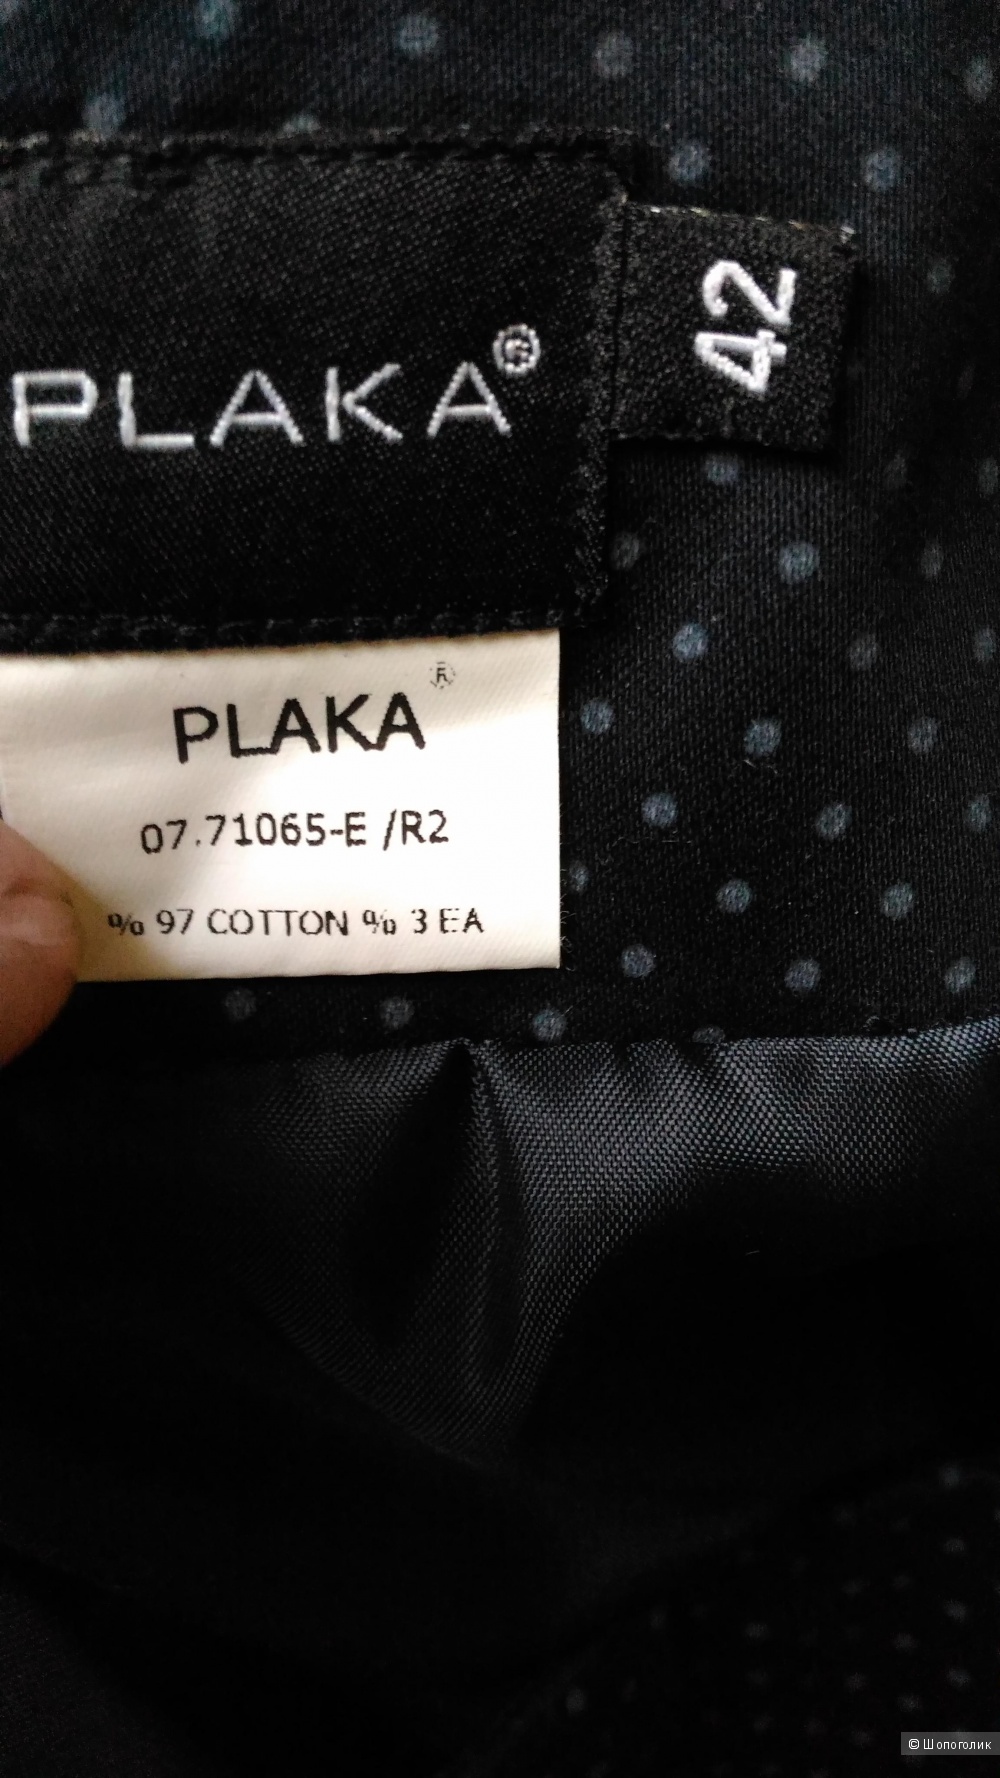 PLAKA®
42
PLAKA®
07.71065-E /R2
% 97 COTTON % 3 EA
© Шопоголик